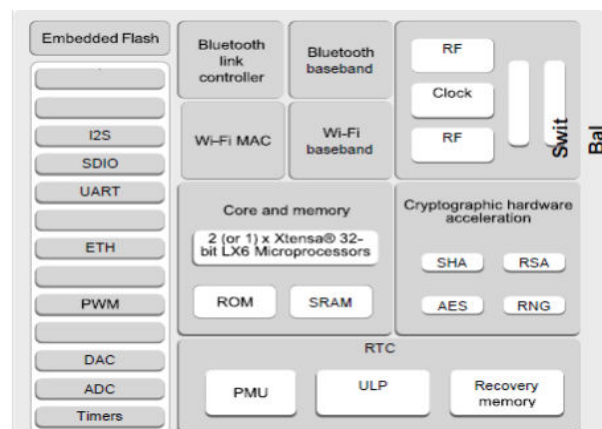 Embedded Flash
I2S
SDIO
UART
ETH
PWM
DAC
ADC
Timers
Bluetooth
link
controller
Bluetooth
baseband
Wi-Fi MAC
Wi-Fi
baseband
RF
Clock
RF
Swit
Bal
Core and memory
2 (or 1) x Xtensa® 32-
bit LX6 Microprocessors
ROM
SRAM
Cryptographic hardware
acceleration
SHA
RSA
AES
RNG
RTC
PMU
ULP
Recovery
memory